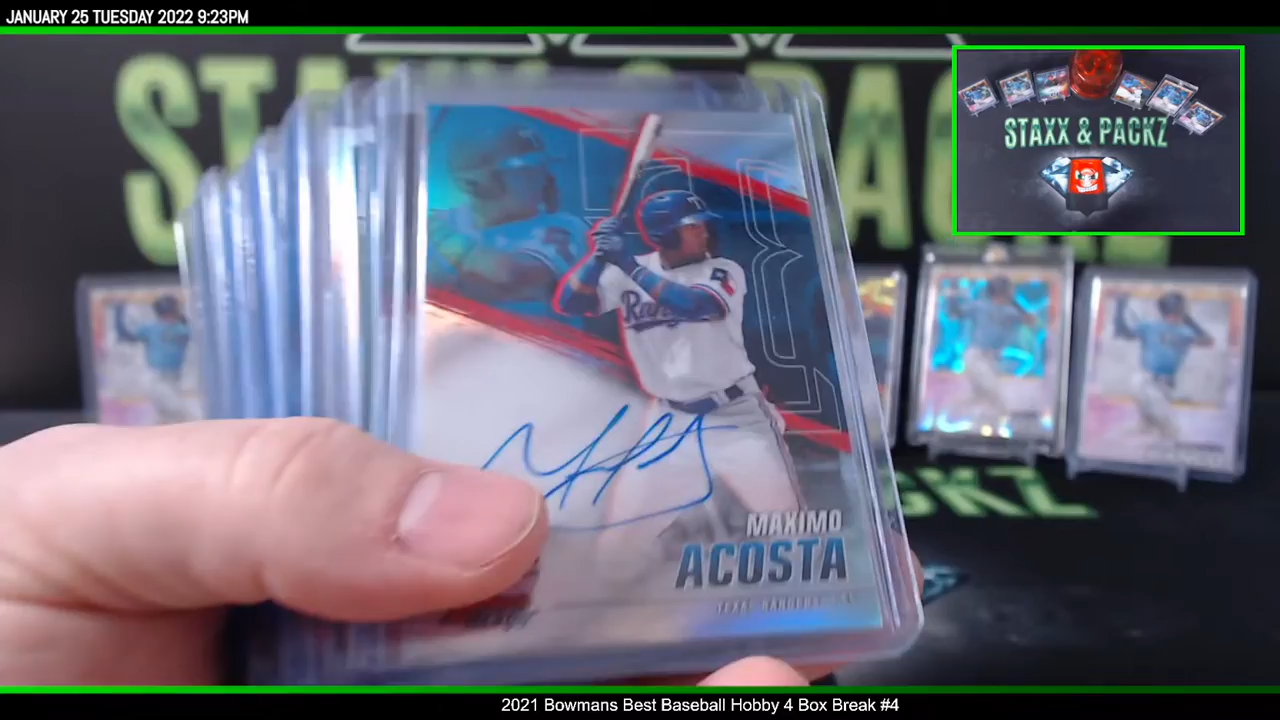 JANUARY 25 TUESDAY 2022 9:23PM
STAXX & PACKZ
Rangers
MAXIMO
ACOSTA
2021 Bowmans Best Baseball Hobby 4 Box Break #4